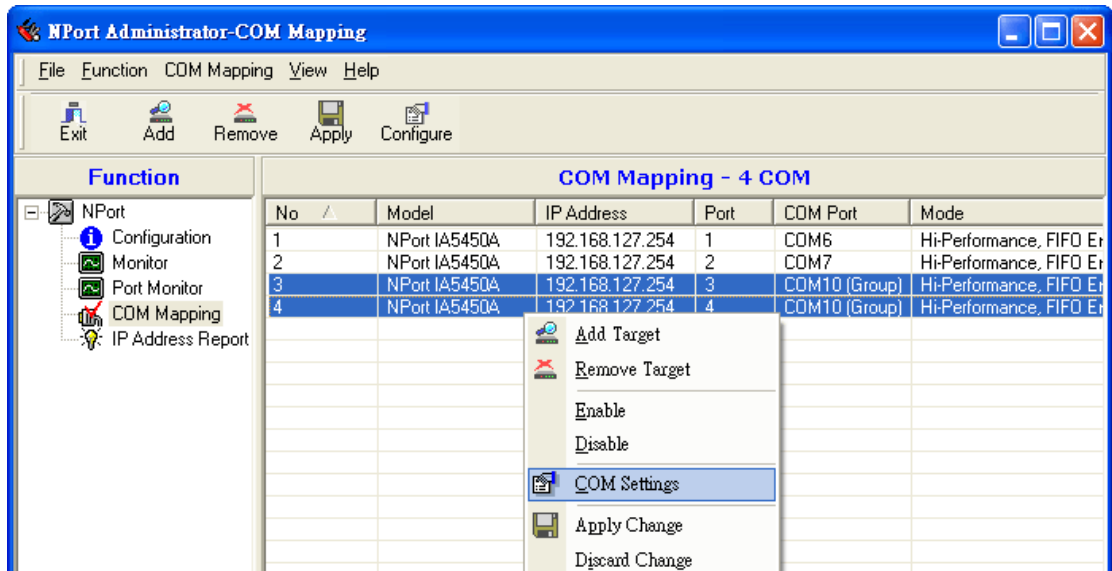 NPort Administrator-COM Mapping
File Function COM Mapping View Help
Exit Add Remove Apply Configure
Function
COM Mapping - 4 COM
NPort
Configuration
Monitor
Port Monitor
COM Mapping
IP Address Report
No Model IP Address Port COM Port Mode
1 NPort IA5450A 192.168.127.254 1 COM6 Hi-Performance, FIFO Er
2 NPort IA5450A 192.168.127.254 2 COM7 Hi-Performance, FIFO Er
3 NPort IA5450A 192.168.127.254 3 COM10 (Group) Hi-Performance, FIFO Er
4 NPort IA5450A 192.168.127.254 4 COM10 (Group) Hi-Performance, FIFO Er
Add Target
Remove Target
Enable
Disable
COM Settings
Apply Change
Discard Change